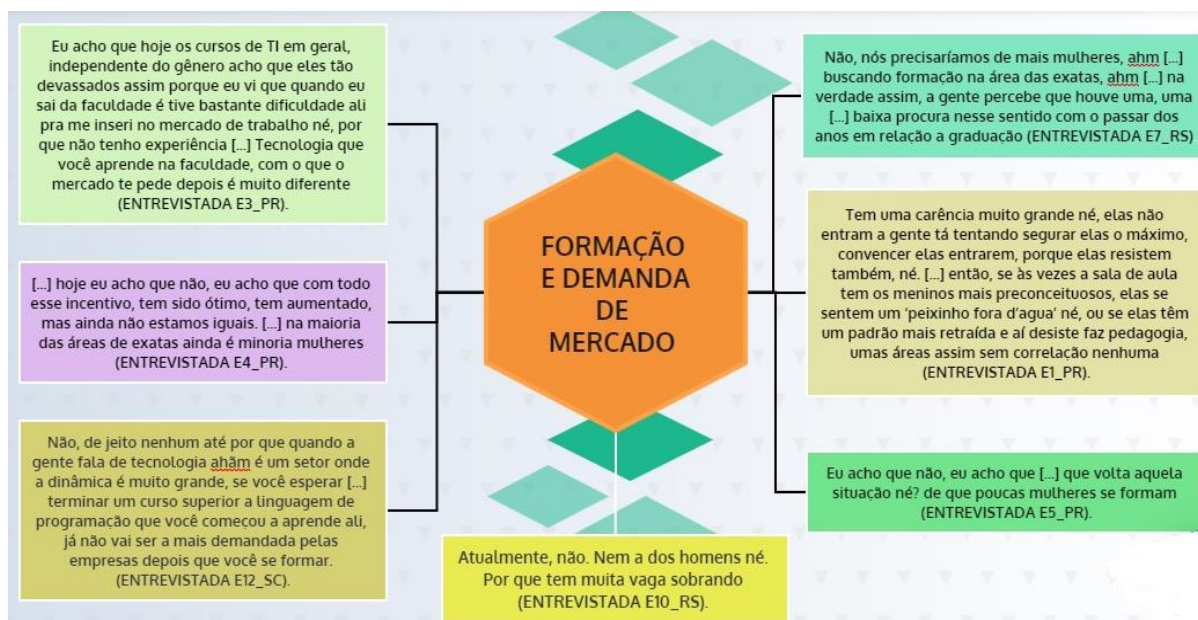 Eu acho que hoje os cursos de TI em geral,
independente do gênero acho que eles tão
devassados assim porque eu vi que quando eu
sai da faculdade é tive bastante dificuldade ali
pra me inseri no mercado de trabalho né, por
que não tenho experiência [...] Tecnologia que
você aprende na faculdade, com o que o
mercado te pede depois é muito diferente
(ENTREVISTADA E3_PR).
[...] hoje eu acho que não, eu acho que com todo
esse incentivo, tem sido ótimo, tem aumentado,
mas ainda não estamos iguais. [...] na maioria
das áreas de exatas ainda é minoria mulheres
(ENTREVISTADA E4_PR).
Não, de jeito nenhum até por que quando a
gente fala de tecnologia ahãm é um setor onde
a dinâmica é muito grande, se você esperar [...]
terminar um curso superior a linguagem de
programação que você começou a aprende ali,
já não vai ser a mais demandada pelas
empresas depois que você se formar.
(ENTREVISTADA E12_SC).
FORMAÇÃO
E DEMANDA
DE
MERCADO
Atualmente, não. Nem a dos homens né.
Por que tem muita vaga sobrando
(ENTREVISTADA E10_RS).
Não, nós precisaríamos de mais mulheres, ahm [...]
buscando formação na área das exatas, ahm [...] na
verdade assim, a gente percebe que houve uma, uma
[...] baixa procura nesse sentido com o passar dos
anos em relação a graduação (ENTREVISTADA E7_RS)
Tem uma carência muito grande né, elas não
entram a gente tá tentando segurar elas o máximo,
convencer elas entrarem, porque elas resistem
também, né. [...] então, se às vezes a sala de aula
tem os meninos mais preconceituosos, elas se
sentem um 'peixinho fora d'agua' né, ou se elas têm
um padrão mais retraída e aí desiste faz pedagogia,
umas áreas assim sem correlação nenhuma
(ENTREVISTADA E1_PR).
Eu acho que não, eu acho que [...] que volta aquela
situação né? de que poucas mulheres se formam
(ENTREVISTADA E5_PR).